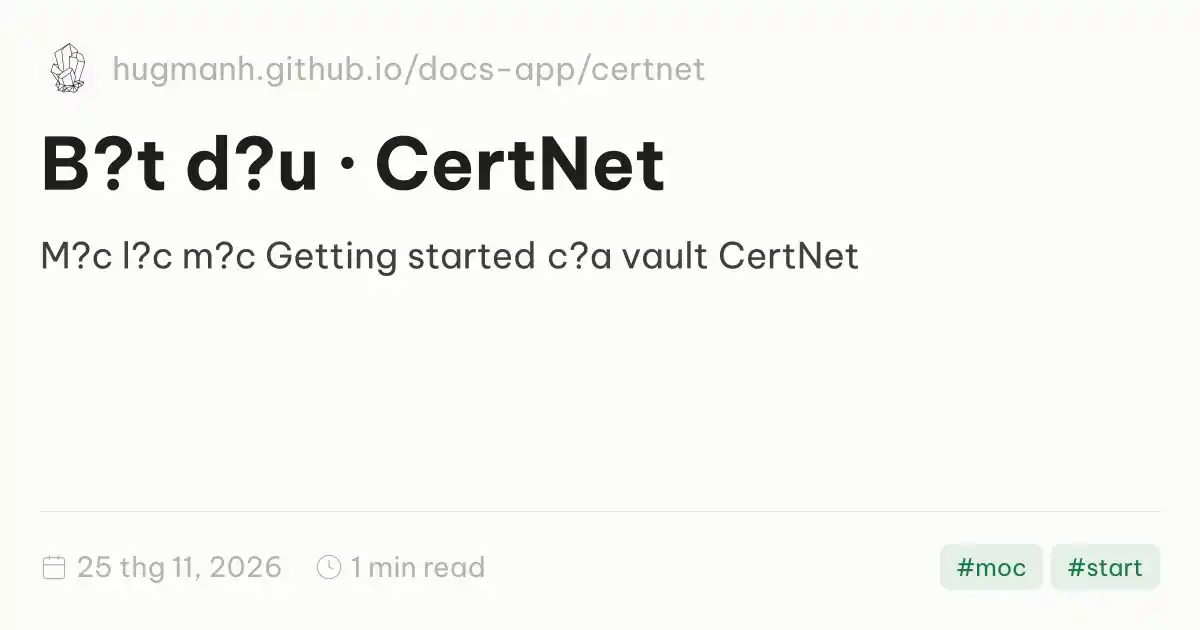 hugmanh.github.io/docs-app/certnet
B?t d?u · CertNet
M?c l?c m?c Getting started c?a vault CertNet
25 thg 11, 2026 1 min read #moc #start